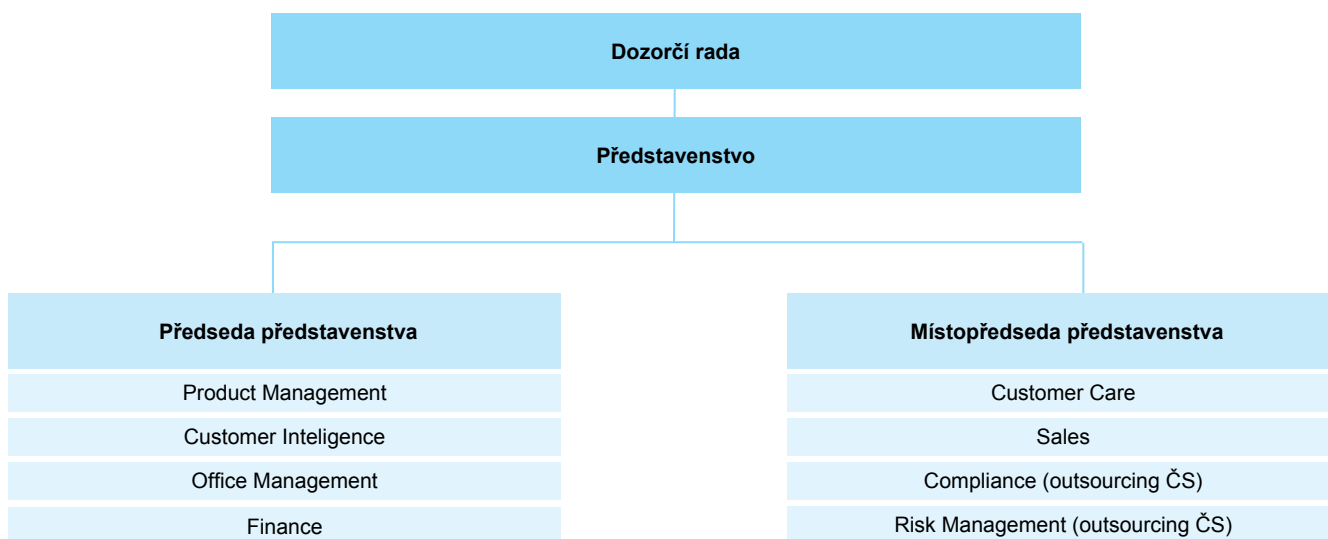 Dozorčí rada
Představenstvo
Předseda představenstva
Product Management
Customer Inteligence
Office Management
Finance
Místopředseda představenstva
Customer Care
Sales
Compliance (outsourcing ČS)
Risk Management (outsourcing ČS)